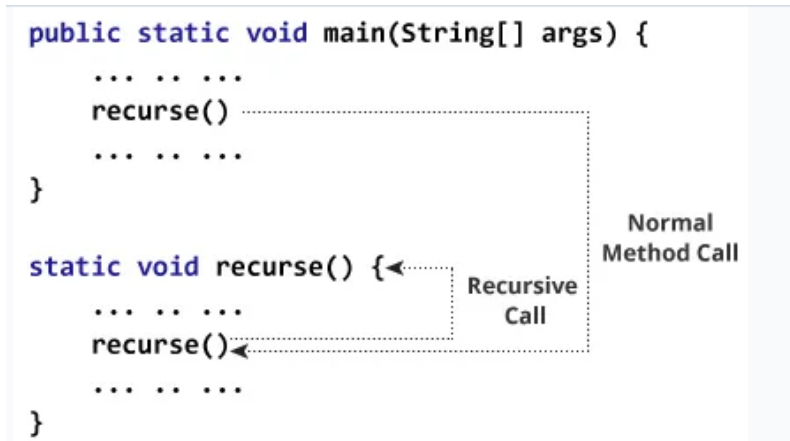 public static void main(String[] args) {
... .. ...
recurse()
... .. ...
}
Normal
Method Call
static void recurse() {
Recursive
Call
... .. ...
recurse()
... .. ...
}